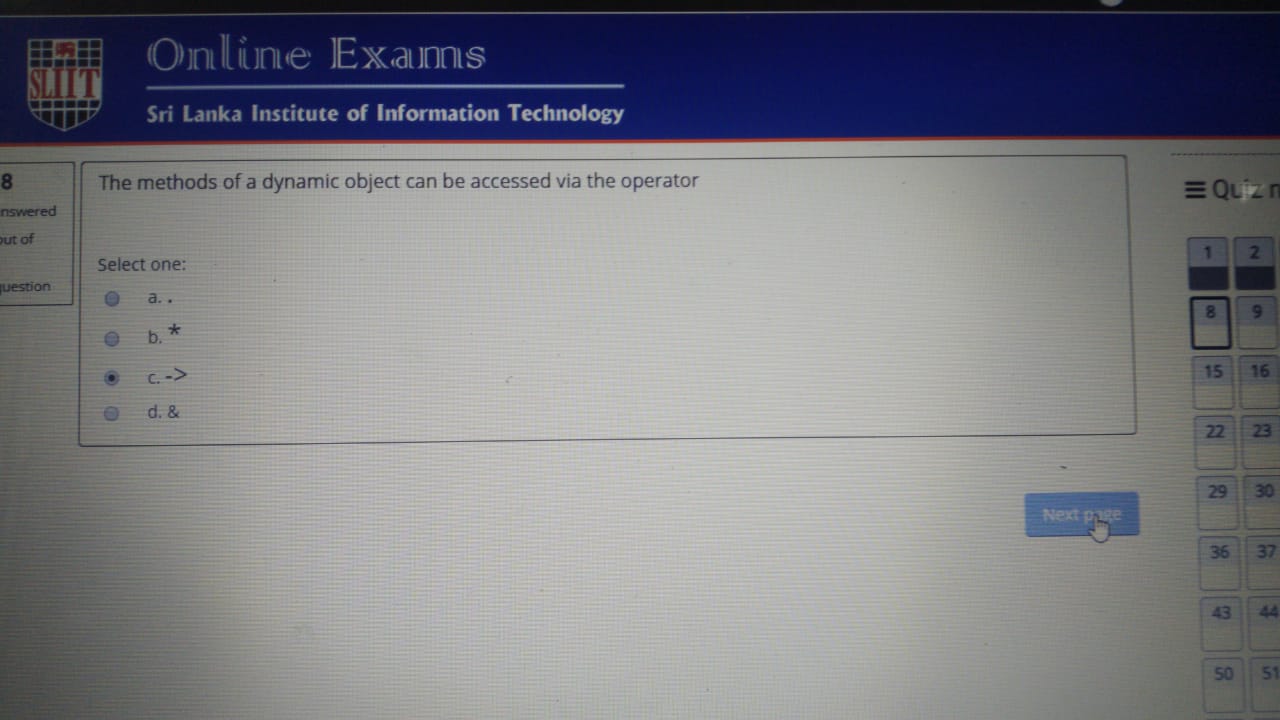 SLIIT
Online Exams
Sri Lanka Institute of Information Technology
8
nswered
out of
uestion
The methods of a dynamic object can be accessed via the operator
Select one:
a. .
b. *
c. ->
d. &
Next page
Quiz n
1 2
8 9
15 16
22 23
29 30
36 37
43 44
50 51